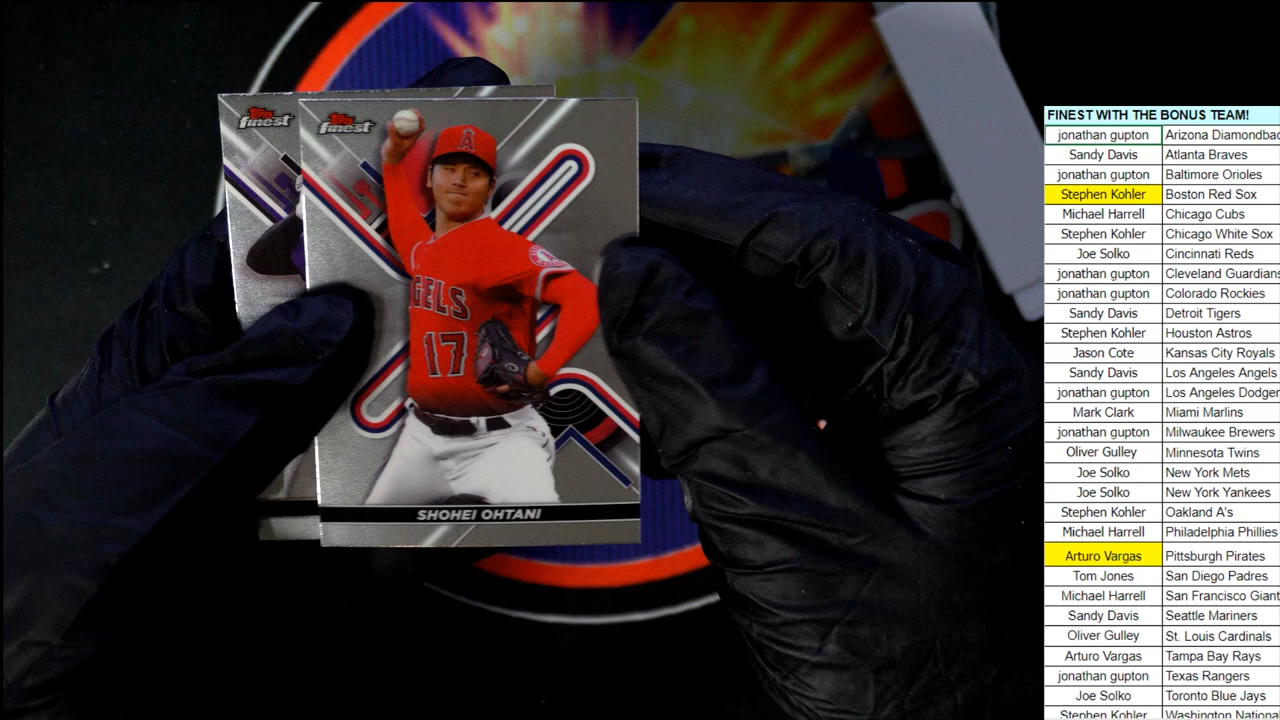 Topps
finest
Topps
finest
A
ANGELS
17
SHOHEI OHTANI
FINEST WITH THE BONUS TEAM!
jonathan gupton Arizona Diamondbac
Sandy Davis Atlanta Braves
jonathan gupton Baltimore Orioles
Stephen Kohler Boston Red Sox
Michael Harrell Chicago Cubs
Stephen Kohler Chicago White Sox
Joe Solko Cincinnati Reds
jonathan gupton Cleveland Guardians
jonathan gupton Colorado Rockies
Sandy Davis Detroit Tigers
Stephen Kohler Houston Astros
Jason Cote Kansas City Royals
Sandy Davis Los Angeles Angels
jonathan gupton Los Angeles Dodger
Mark Clark Miami Marlins
jonathan gupton Milwaukee Brewers
Oliver Gulley Minnesota Twins
Joe Solko New York Mets
Joe Solko New York Yankees
Stephen Kohler Oakland A's
Michael Harrell Philadelphia Phillies
Arturo Vargas Pittsburgh Pirates
Tom Jones San Diego Padres
Michael Harrell San Francisco Giant
Sandy Davis Seattle Mariners
Oliver Gulley St. Louis Cardinals
Arturo Vargas Tampa Bay Rays
jonathan gupton Texas Rangers
Joe Solko Toronto Blue Jays
Stephen Kohler Washington Nationa